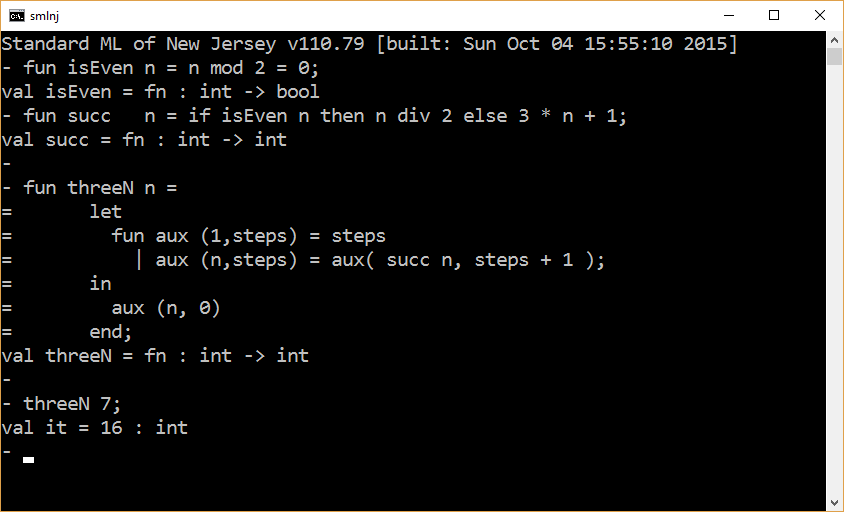 smlnj
Standard ML of New Jersey v110.79 [built: Sun Oct 04 15:55:10 2015]
- fun isEven n = n mod 2 = 0;
val isEven = fn : int -> bool
- fun succ   n = if isEven n then n div 2 else 3 * n + 1;
val succ = fn : int -> int
-
- fun threeN n =
=       let
=         fun aux (1,steps) = steps
=           | aux (n,steps) = aux( succ n, steps + 1 );
=       in
=         aux (n, 0)
=       end;
val threeN = fn : int -> int
-
- threeN 7;
val it = 16 : int
-